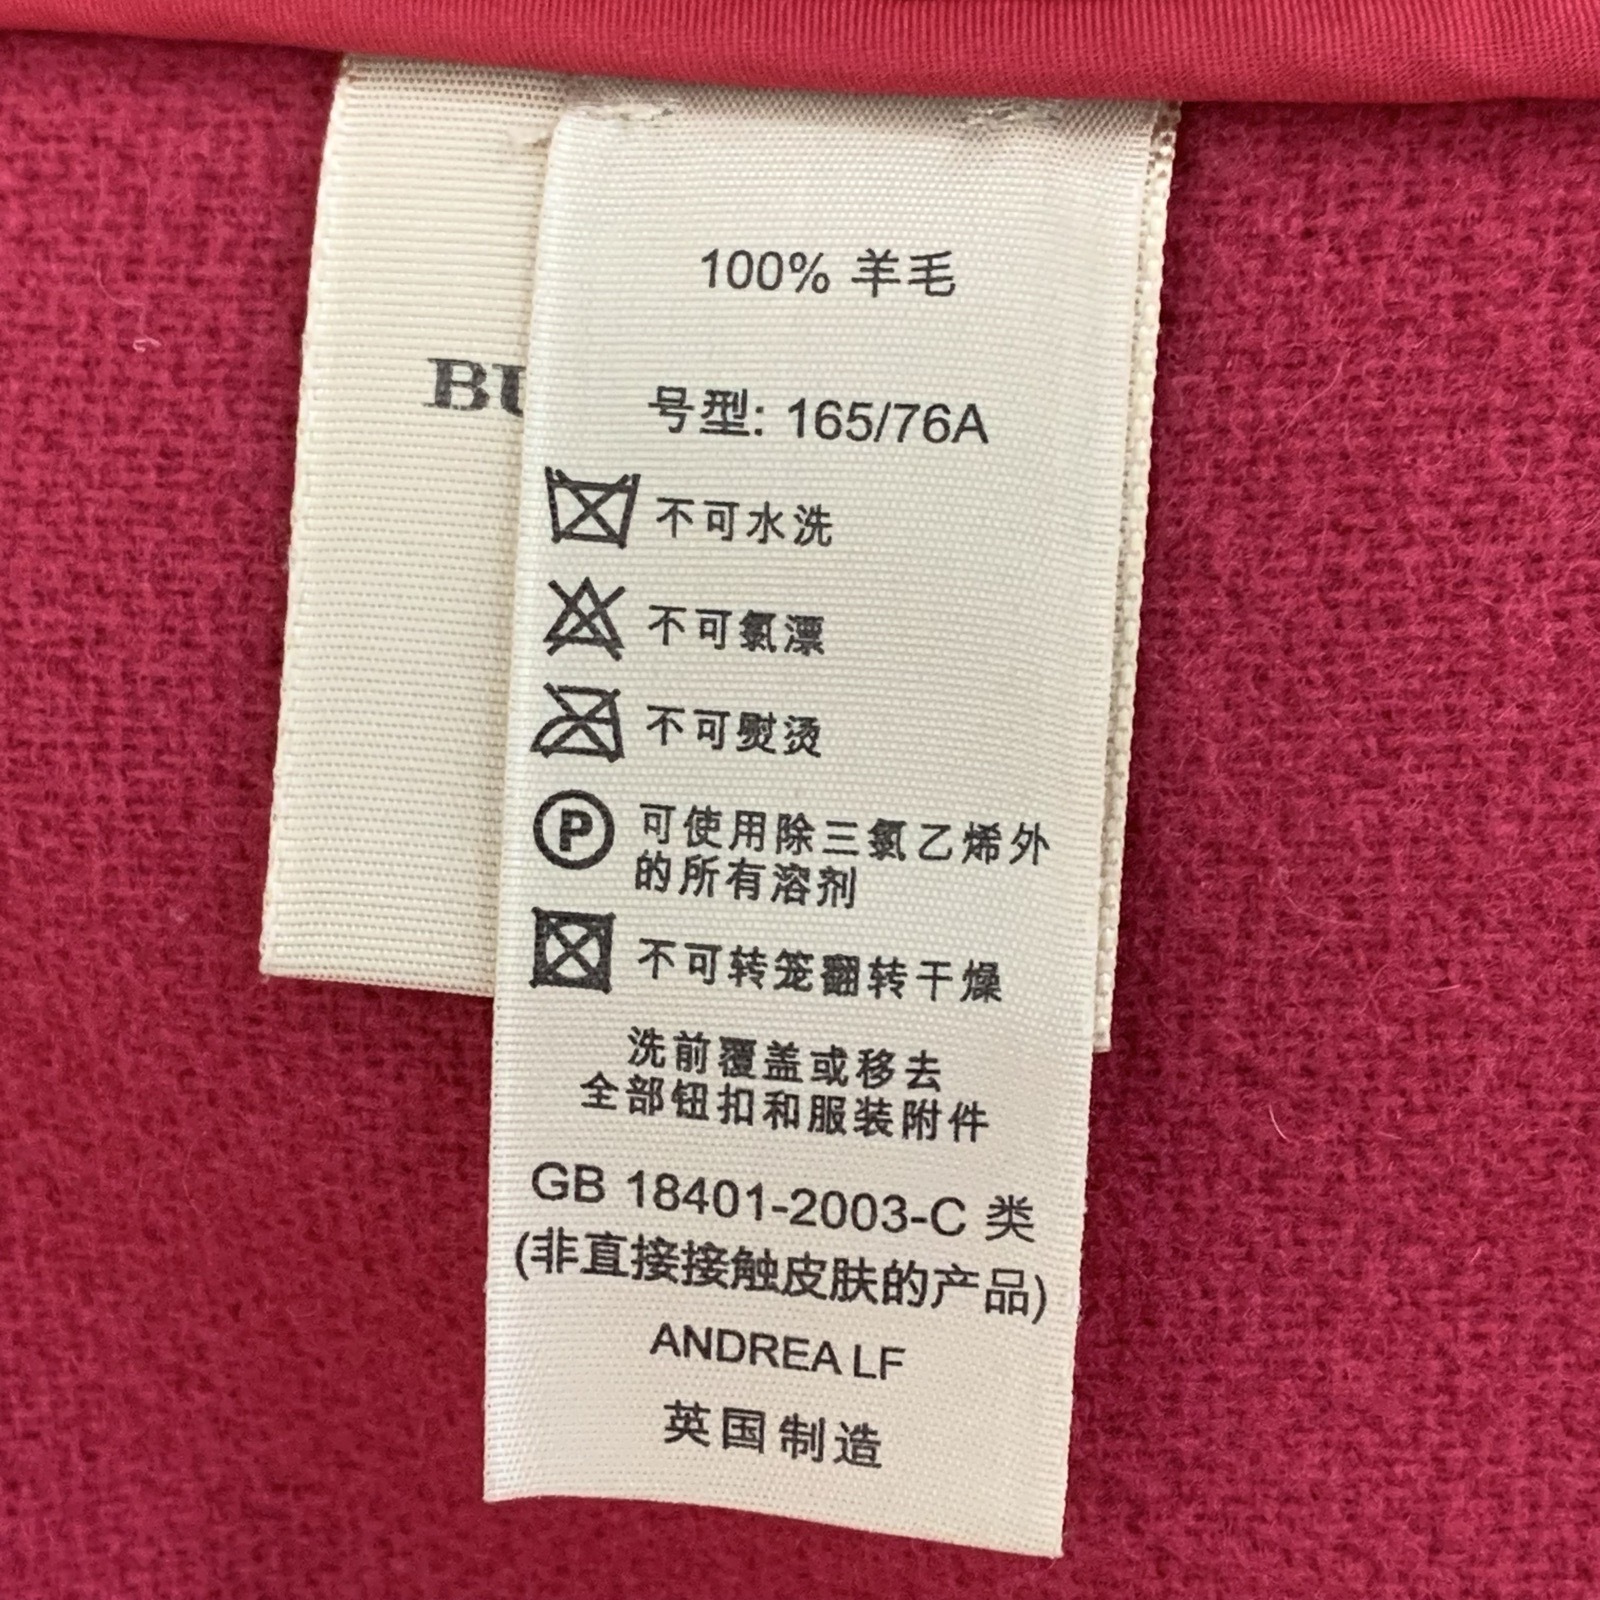 100% 羊毛
BU
号型: 165/76A
不可水洗
不可氯漂
不可熨烫
P 可使用除三氯乙烯外
的所有溶剂
不可转笼翻转干燥
洗前覆盖或移去
全部钮扣和服装附件
GB 18401-2003-C 类
(非直接接触皮肤的产品)
ANDREA LF
英国制造